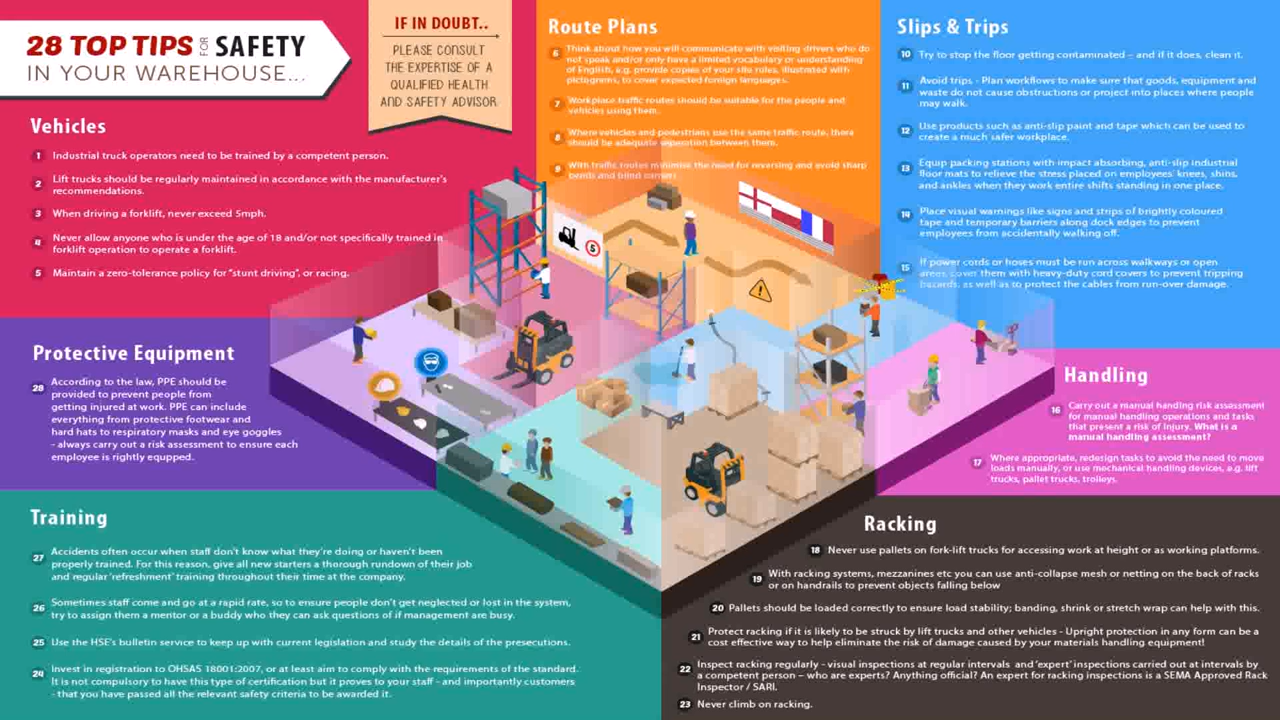 28 TOP TIPS FOR SAFETY
IN YOUR WAREHOUSE...
IF IN DOUBT..
PLEASE CONSULT
THE EXPERTISE OF A
QUALIFIED HEALTH
AND SAFETY ADVISOR
Vehicles
1 Industrial truck operators need to be trained by a competent person.
2 Lift trucks should be regularly maintained in accordance with the manufacturer's
recommendations.
3 When driving a forklift, never exceed 5mph.
4 Never allow anyone who is under the age of 18 and/or not specifically trained in
forklift operation to operate a forklift.
5 Maintain a zero-tolerance policy for "stunt driving", or racing.
Route Plans
6 Think about how you will communicate with visiting drivers who do
not speak and/or only have a limited vocabulary or understanding
of English, e.g. provide copies of your site rules, illustrated with
pictograms, to cover expected foreign languages.
7 Workplace traffic routes should be suitable for the people and
vehicles using them.
8 Where vehicles and pedestrians use the same traffic route, there
should be adequate separation between them.
9 With traffic routes minimise the need for reversing and avoid sharp
bends and blind corners.
Slips & Trips
10 Try to stop the floor getting contaminated – and if it does, clean it.
11 Avoid trips - Plan workflows to make sure that goods, equipment and
waste do not cause obstructions or project into places where people
may walk.
12 Use products such as anti-slip paint and tape which can be used to
create a much safer workplace.
13 Equip packing stations with impact absorbing, anti-slip industrial
floor mats to relieve the stress placed on employees' knees, shins,
and ankles when they work entire shifts standing in one place.
14 Place visual warnings like signs and strips of brightly coloured
tape and temporary barriers along dock edges to prevent
employees from accidentally walking off.
15 If power cords or hoses must be run across walkways or open
areas, cover them with heavy-duty cord covers to prevent tripping
hazards, as well as to protect the cables from run-over damage.
5
Protective Equipment
28 According to the law, PPE should be
provided to prevent people from
getting injured at work. PPE can include
everything from protective footwear and
hard hats to respiratory masks and eye goggles
- always carry out a risk assessment to ensure each
employee is rightly equpped.
Handling
16 Carry out a manual handing risk assessment
for manual handling operations and tasks
that present a risk of injury. What is a
manual handling assessment?
17 Where appropriate, redesign tasks to avoid the need to move
loads manually, or use mechanical handling devices, e.g. lift
trucks, pallet trucks, trolleys.
Training
27 Accidents often occur when staff don't know what they're doing or haven't been
properly trained. For this reason, give all new starters a thorough rundown of their job
and regular 'refreshment' training throughout their time at the company.
26 Sometimes staff come and go at a rapid rate, so to ensure people don't get neglected or lost in the system,
try to assign them a mentor or a buddy who they can ask questions of if management are busy.
25 Use the HSE's bulletin service to keep up with current legislation and study the details of the presecutions.
24 Invest in registration to OHSAS 18001:2007, or at least aim to comply with the requirements of the standard.
It is not compulsory to have this type of certification but it proves to your staff - and importantly customers
- that you have passed all the relevant safety criteria to be awarded it.
Racking
18 Never use pallets on fork-lift trucks for accessing work at height or as working platforms.
19 With racking systems, mezzanines etc you can use anti-collapse mesh or netting on the back of racks
or on handrails to prevent objects falling below
20 Pallets should be loaded correctly to ensure load stability; banding, shrink or stretch wrap can help with this.
21 Protect racking if it is likely to be struck by lift trucks and other vehicles - Upright protection in any form can be a
cost effective way to help eliminate the risk of damage caused by your materials handling equipment!
22 Inspect racking regularly - visual inspections at regular intervals and 'expert' inspections carried out at intervals by
a competent person – who are experts? Anything official? An expert for racking inspections is a SEMA Approved Rack
Inspector / SARI.
23 Never climb on racking.